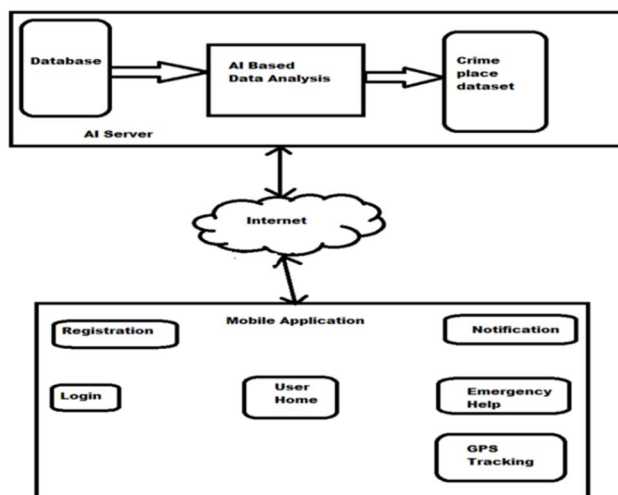 Database
AI Based
Data Analysis
Crime
place
dataset
AI Server
Internet
Mobile Application
Registration
Notification
Login
User
Home
Emergency
Help
GPS
Tracking